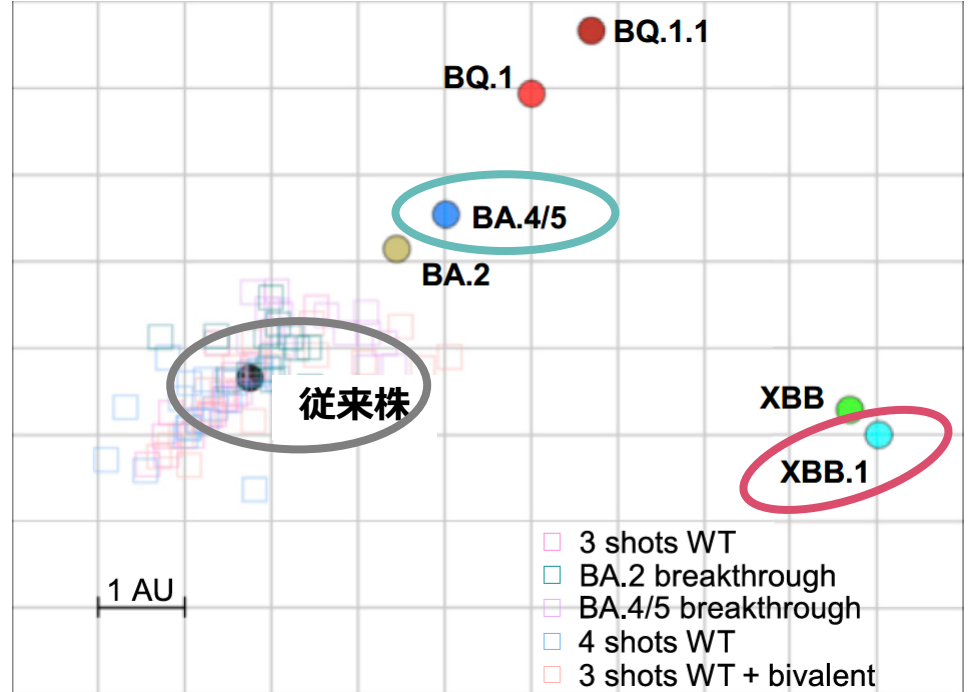 BQ.1.1
BQ.1
BA.4/5
BA.2
従来株
XBB
XBB.1
1 AU
3 shots WT
BA.2 breakthrough
BA.4/5 breakthrough
4 shots WT
3 shots WT + bivalent